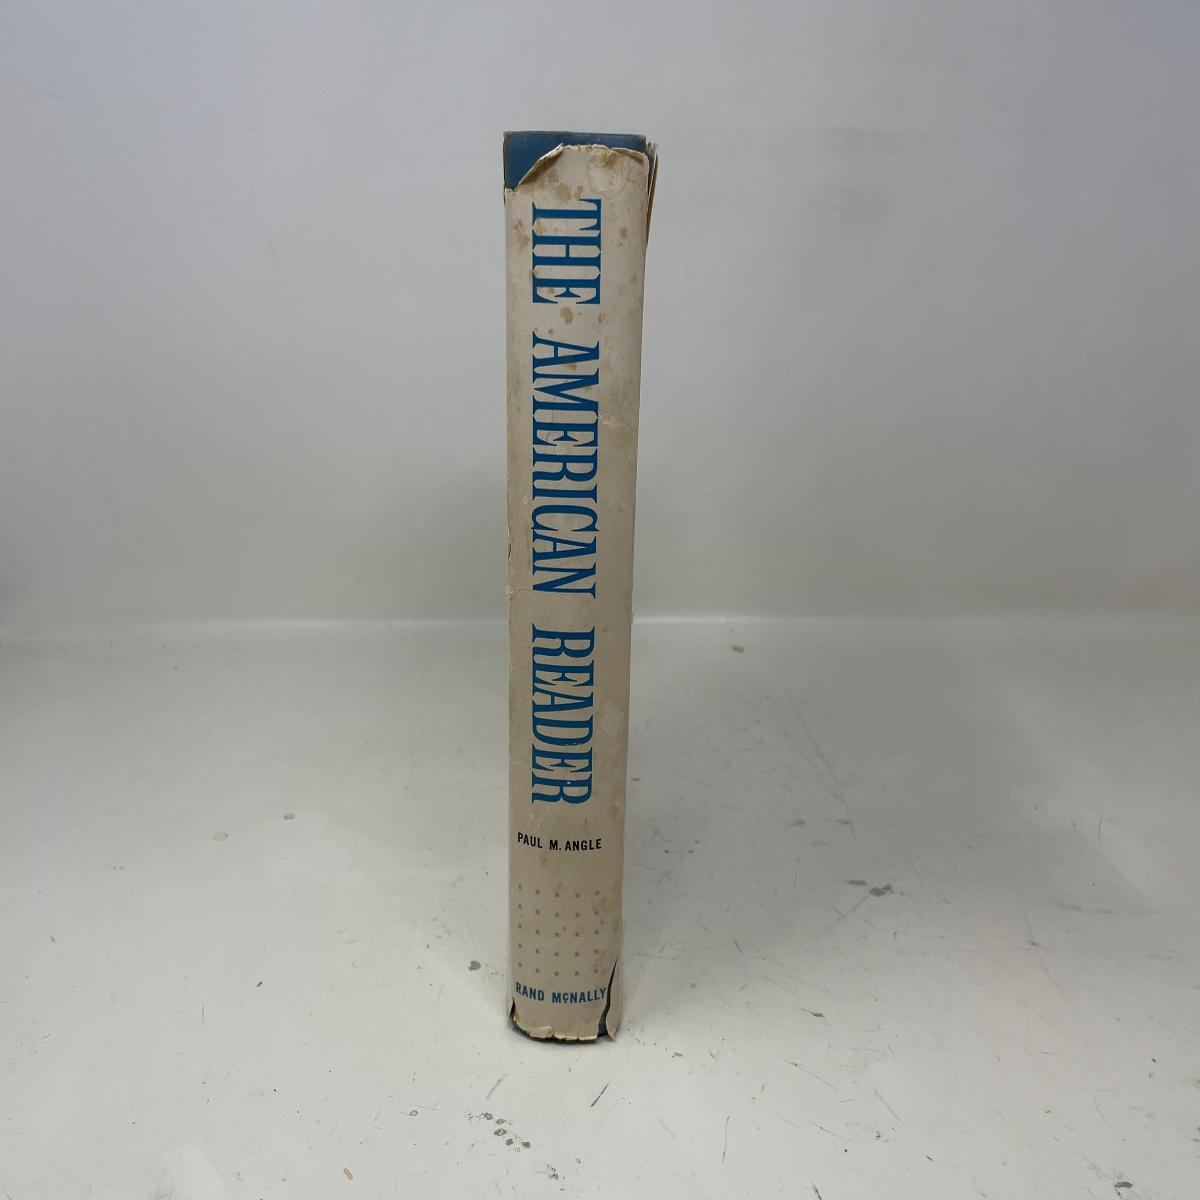 THE AMERICAN READER
PAUL M. ANGLE
RAND McNALLY